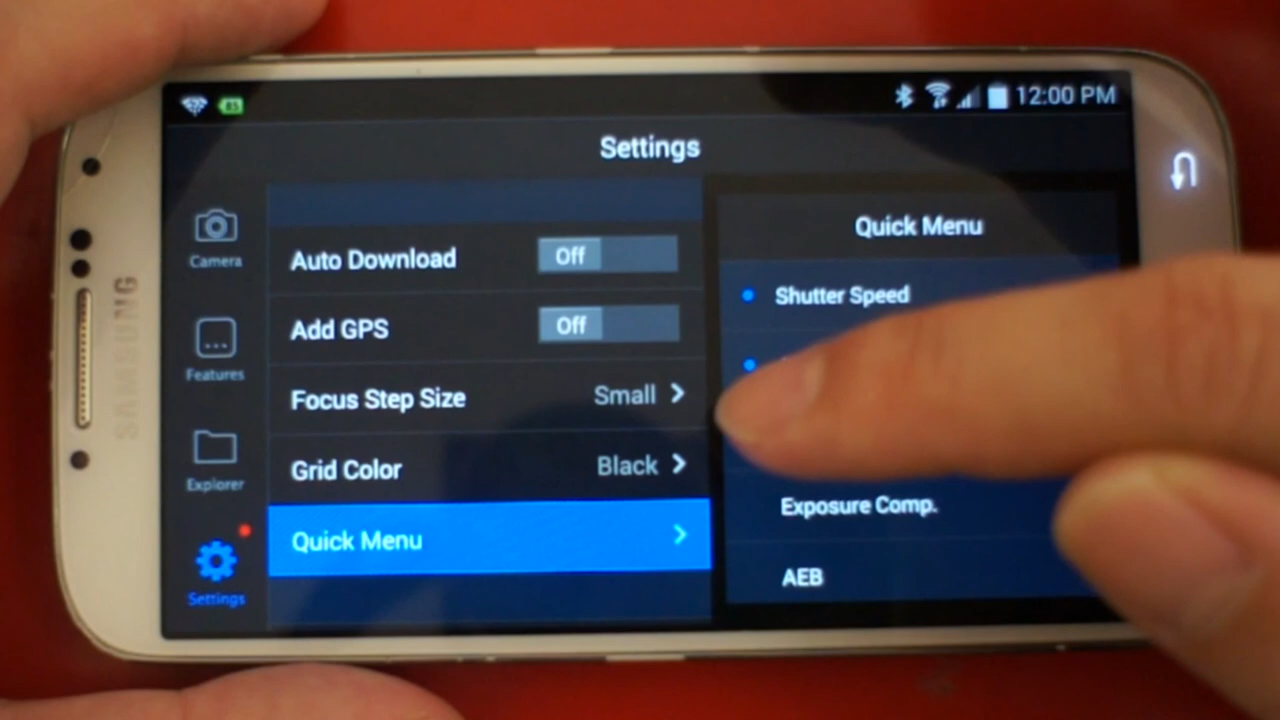 85
12:00 PM
Settings
Camera
Features
Explorer
Settings
Auto Download Off
Add GPS Off
Focus Step Size Small
Grid Color Black
Quick Menu
Quick Menu
Shutter Speed
Exposure Comp.
AEB
SAMSUNG